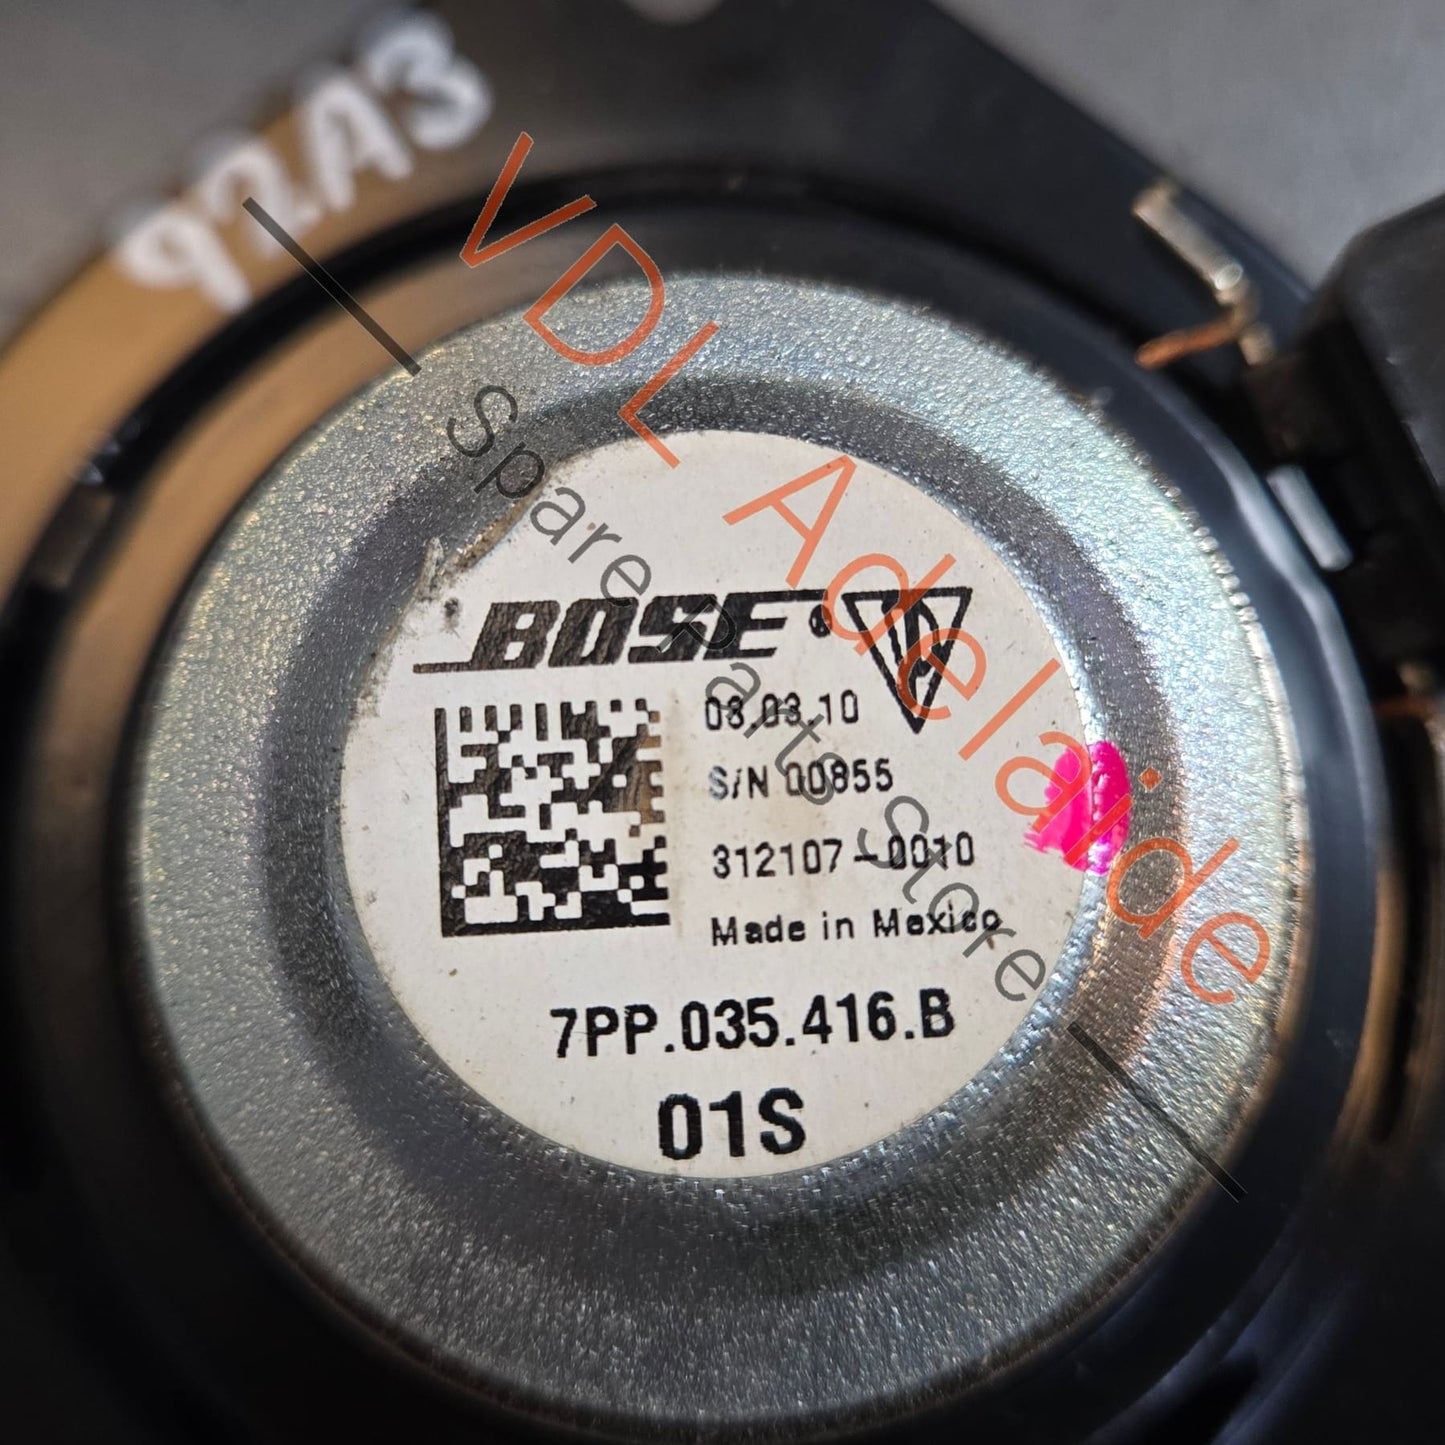 92A3
VDL Adelaide
Spare Parts Store
BOSE®
08.03.10
S/N 00855
312107-0010
Made in Mexico
7PP.035.416.B
01S